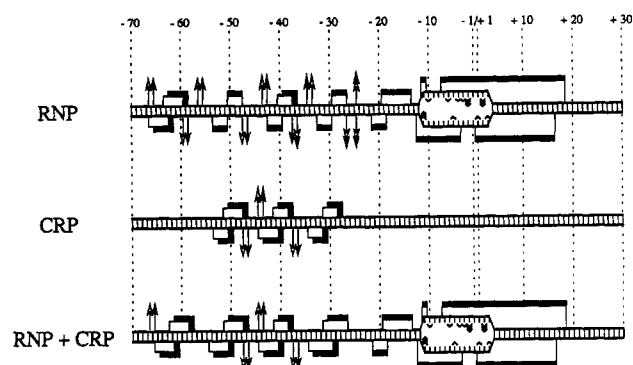 - 70 - 60 - 50 - 40 - 30 - 20 - 10 - 1/+ 1 + 10 + 20 + 30
RNP
CRP
RNP + CRP